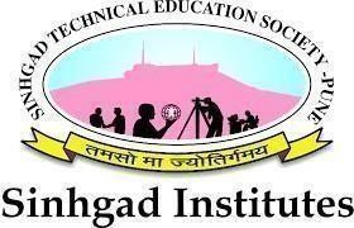 SINHGAD TECHNICAL EDUCATION SOCIETY - PUNE
तमसो मा ज्योतिर्गमय
Sinhgad Institutes